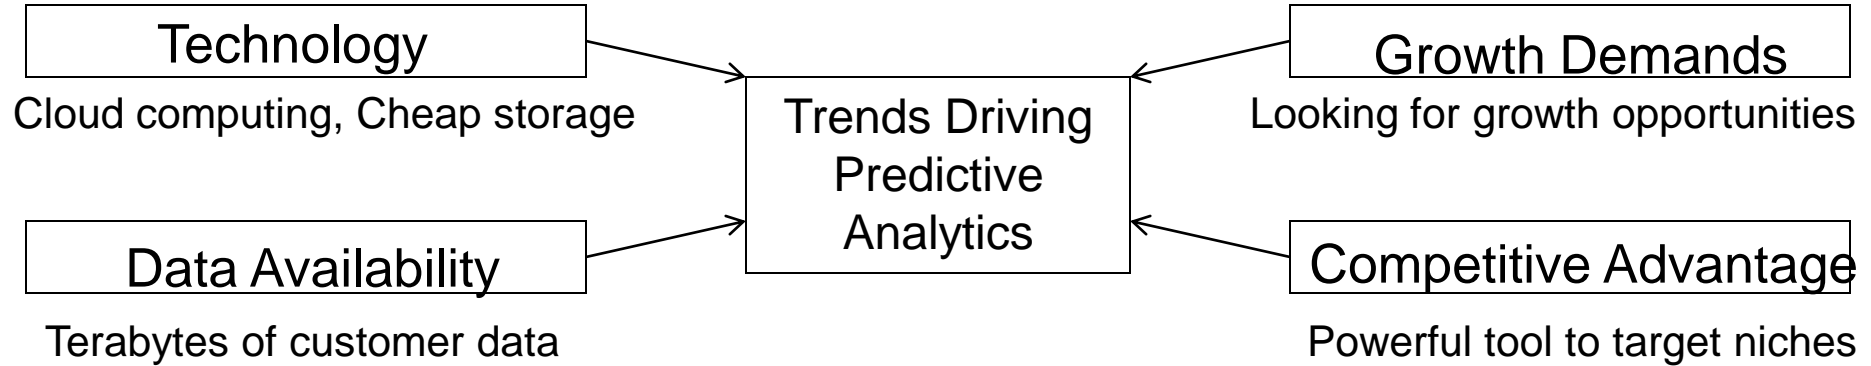 Technology
Cloud computing, Cheap storage
Data Availability
Terabytes of customer data
Trends Driving
Predictive
Analytics
Growth Demands
Looking for growth opportunities
Competitive Advantage
Powerful tool to target niches